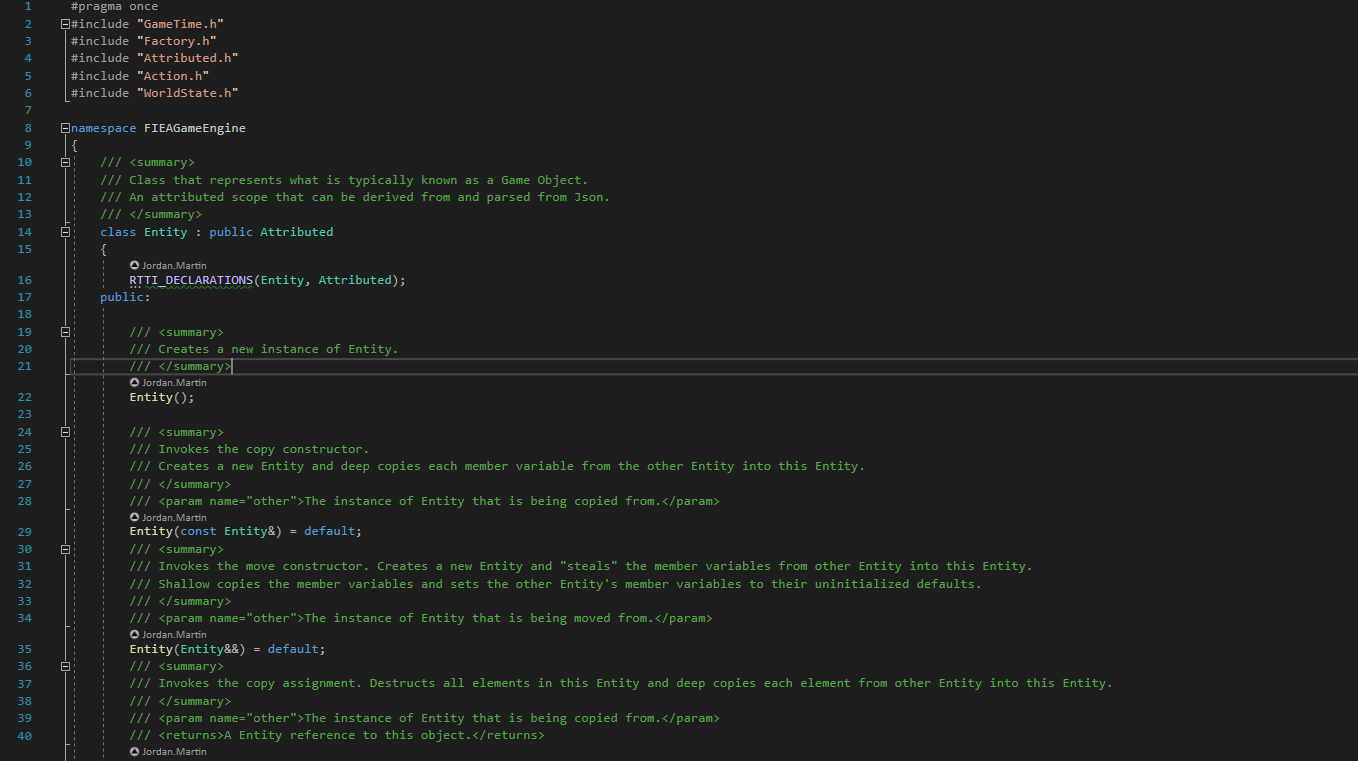 1 #pragma once
2 #include "GameTime.h"
3 #include "Factory.h"
4 #include "Attributed.h"
5 #include "Action.h"
6 #include "WorldState.h"
7
8 namespace FIEAGameEngine
9 {
10 /// <summary>
11 /// Class that represents what is typically known as a Game Object.
12 /// An attributed scope that can be derived from and parsed from Json.
13 /// </summary>
14 class Entity : public Attributed
15 {
Jordan.Martin
16 RTTI_DECLARATIONS(Entity, Attributed);
17 public:
18
19 /// <summary>
20 /// Creates a new instance of Entity.
21 /// </summary>
Jordan.Martin
22 Entity();
23
24 /// <summary>
25 /// Invokes the copy constructor.
26 /// Creates a new Entity and deep copies each member variable from the other Entity into this Entity.
27 /// </summary>
28 /// <param name="other">The instance of Entity that is being copied from.</param>
Jordan.Martin
29 Entity(const Entity&) = default;
30 /// <summary>
31 /// Invokes the move constructor. Creates a new Entity and "steals" the member variables from other Entity into this Entity.
32 /// Shallow copies the member variables and sets the other Entity's member variables to their uninitialized defaults.
33 /// </summary>
34 /// <param name="other">The instance of Entity that is being moved from.</param>
Jordan.Martin
35 Entity(Entity&&) = default;
36 /// <summary>
37 /// Invokes the copy assignment. Destructs all elements in this Entity and deep copies each element from other Entity into this Entity.
38 /// </summary>
39 /// <param name="other">The instance of Entity that is being copied from.</param>
40 /// <returns>A Entity reference to this object.</returns>
Jordan.Martin